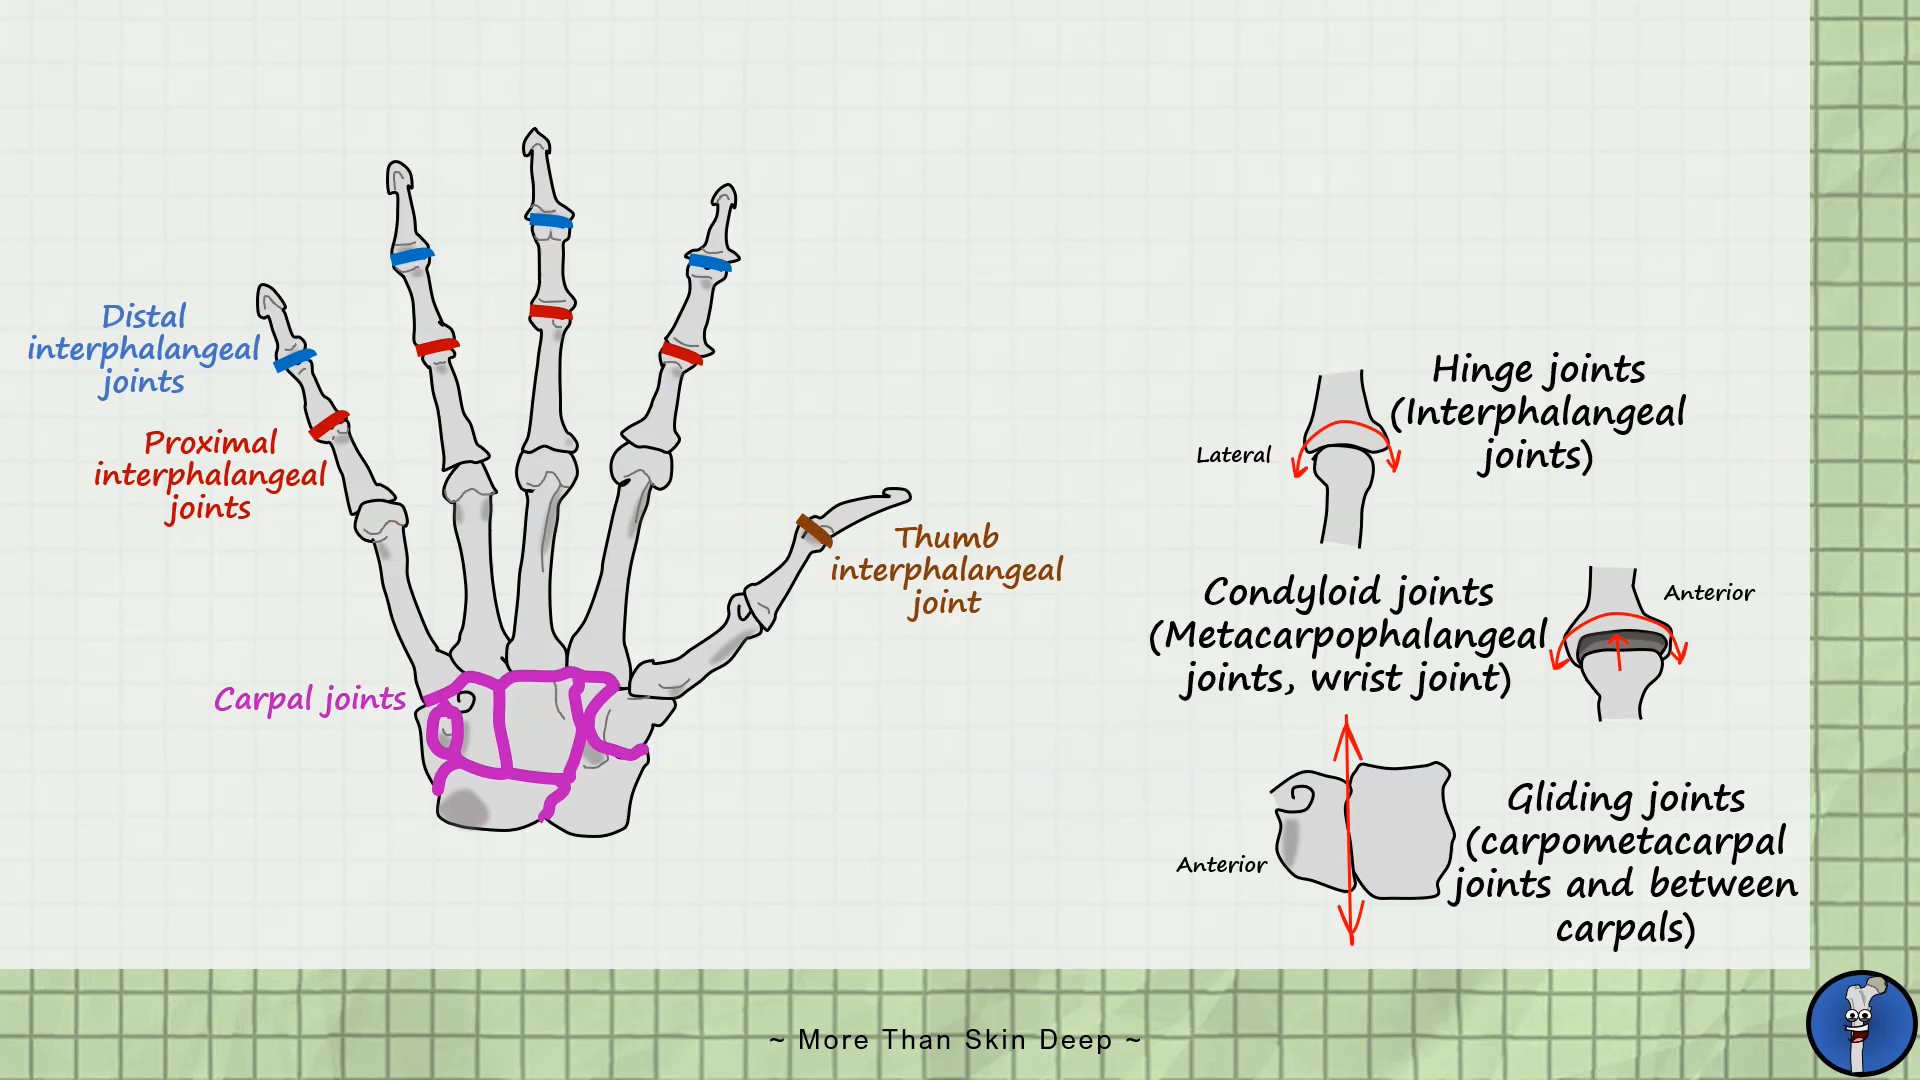 Distal
interphalangeal
joints
Proximal
interphalangeal
joints
Thumb
interphalangeal
joint
Carpal joints
Lateral
Hinge joints
(Interphalangeal
joints)
Condyloid joints
(Metacarpophalangeal
joints, wrist joint)
Anterior
Anterior
Gliding joints
(carpometacarpal
joints and between
carpals)
~ More Than Skin Deep ~